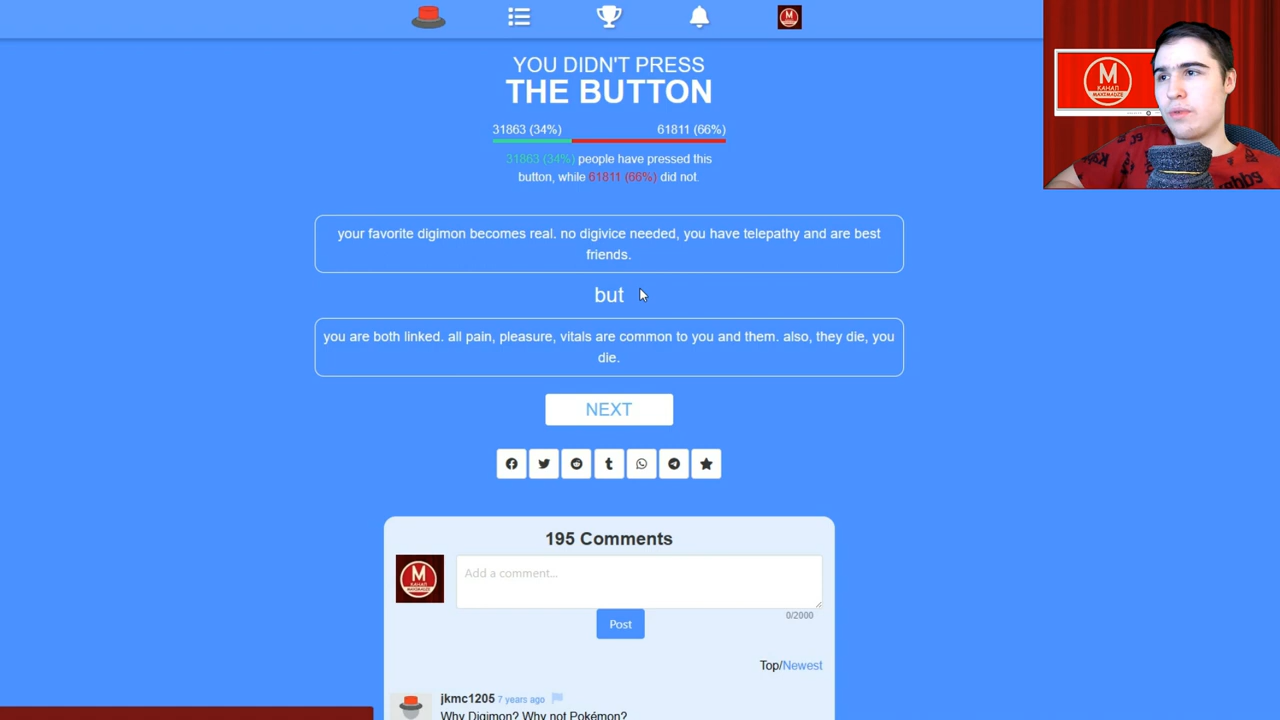 YOU DIDN'T PRESS
THE BUTTON
31863 (34%) 61811 (66%)
31863 (34%) people have pressed this
button, while 61811 (66%) did not.
your favorite digimon becomes real. no digivice needed, you have telepathy and are best
friends.
but
you are both linked. all pain, pleasure, vitals are common to you and them. also, they die, you
die.
NEXT
195 Comments
Add a comment...
0/2000
Post
Top/Newest
jkmc1205 7 years ago
Why Digimon? Why not Pokémon?
M
КАНАЛ
MAKEMADZE
M
КАНАЛ